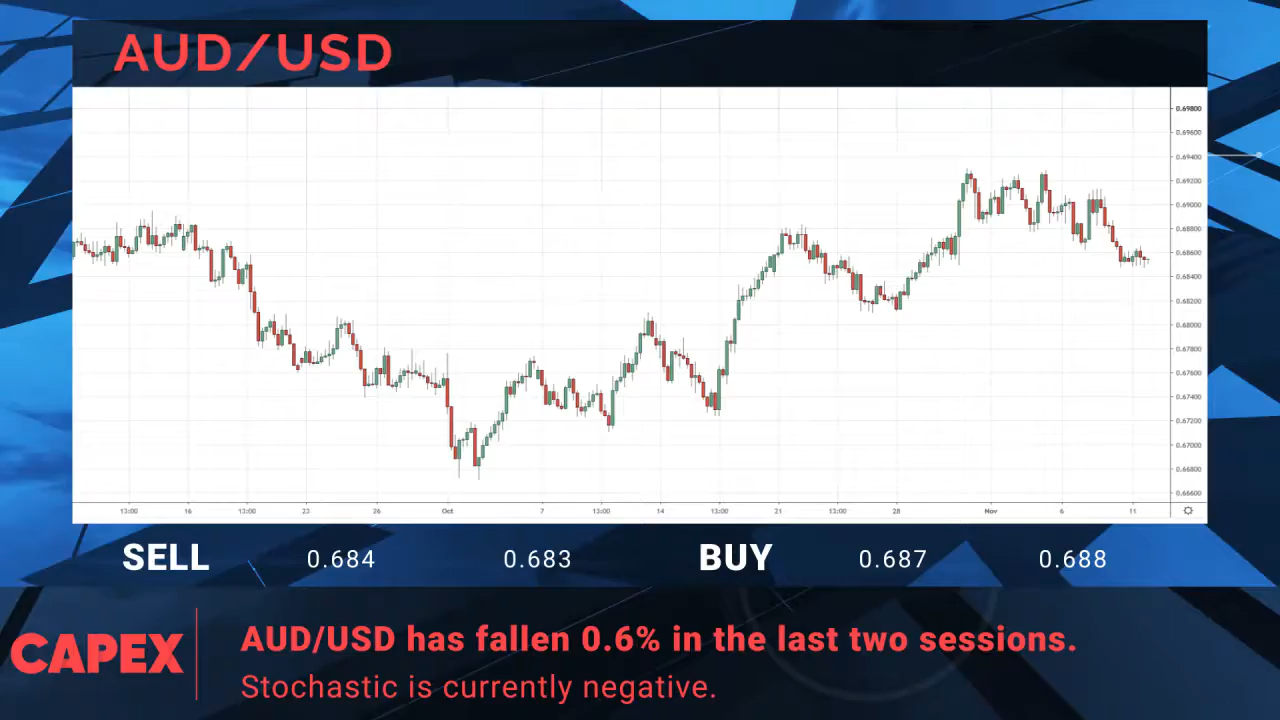 AUD/USD
0.69800
0.69600
0.69400
0.69200
0.69000
0.68800
0.68600
0.68400
0.68200
0.68000
0.67800
0.67600
0.67400
0.67200
0.67000
0.66800
0.66600
13:00 16 13:00 23 26 Oct 7 13:00 14 13:00 21 13:00 28 Nov 6 11
SELL 0.684 0.683 BUY 0.687 0.688
CAPEX
AUD/USD has fallen 0.6% in the last two sessions.
Stochastic is currently negative.